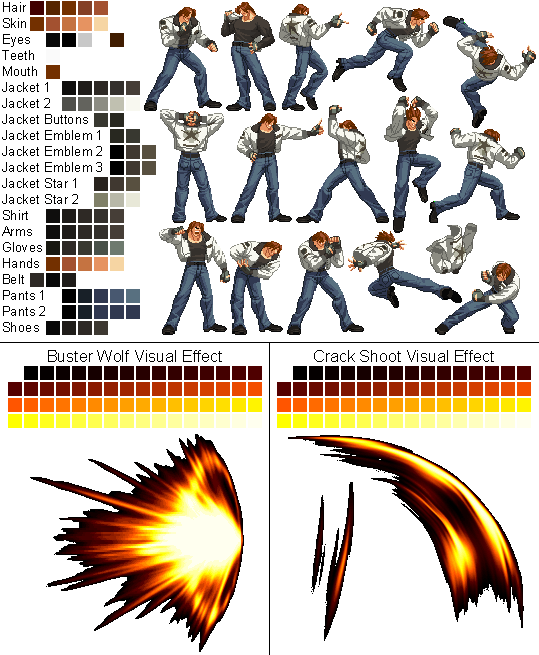 Hair
Skin
Eyes
Teeth
Mouth
Jacket 1
Jacket 2
Jacket Buttons
Jacket Emblem 1
Jacket Emblem 2
Jacket Emblem 3
Jacket Star 1
Jacket Star 2
Shirt
Arms
Gloves
Hands
Belt
Pants 1
Pants 2
Shoes
Buster Wolf Visual Effect
Crack Shoot Visual Effect